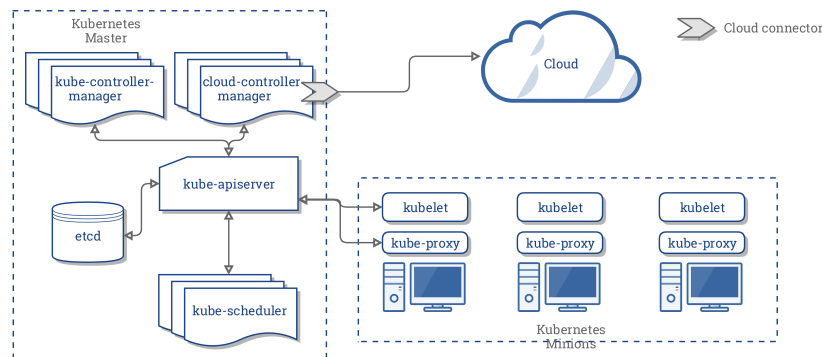 Kubernetes
Master
kube-controller-
manager
cloud-controller
manager
Cloud
Cloud connector
kube-apiserver
etcd
kube-scheduler
kubelet
kubelet
kubelet
kube-proxy
kube-proxy
kube-proxy
Kubernetes
Minions